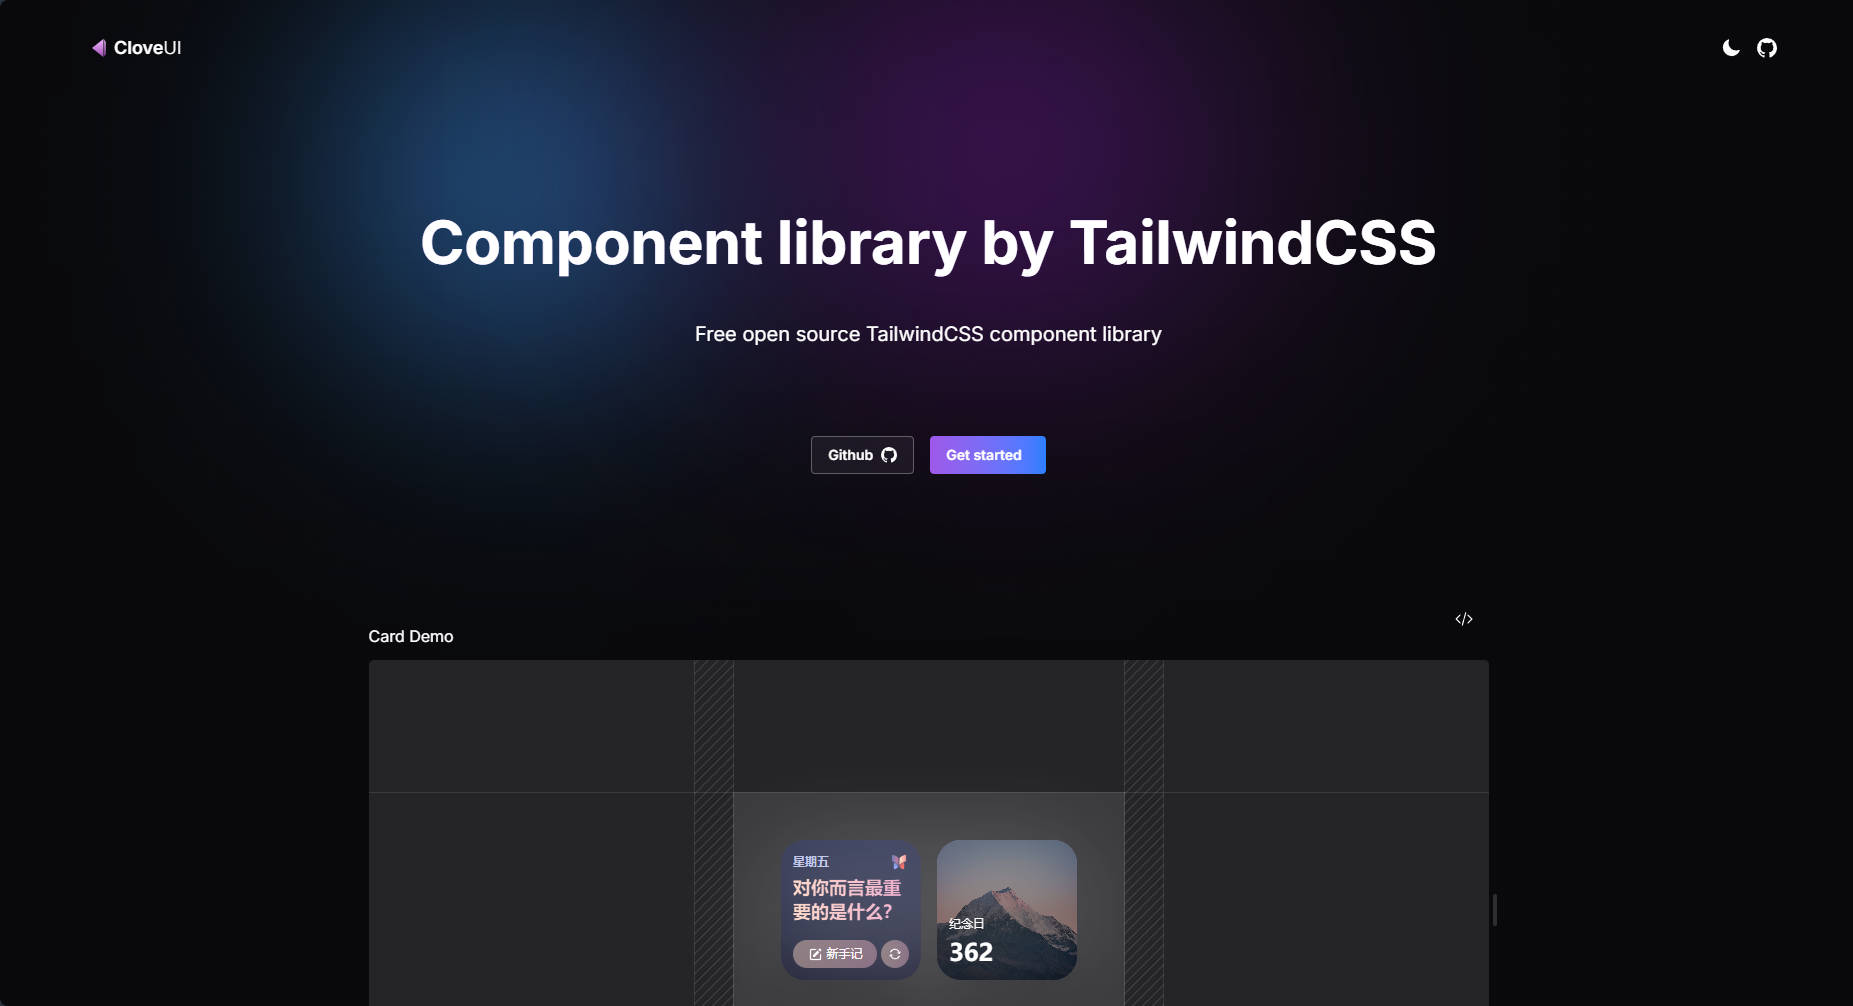 CloveUI
Component library by TailwindCSS
Free open source TailwindCSS component library
Github
Get started
Card Demo
星期五
对你而言最重
要的是什么?
新手记
纪念日
362